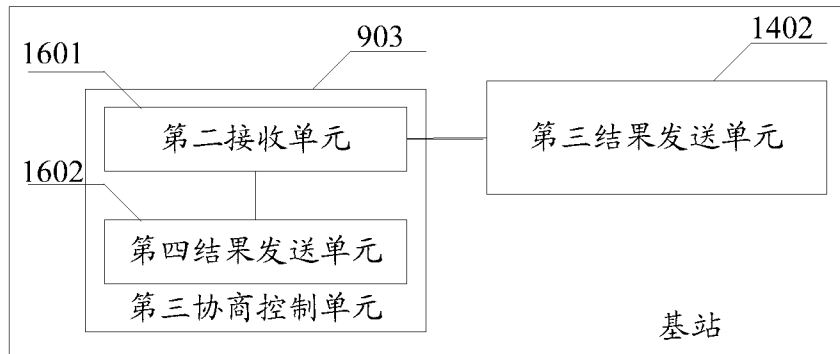 1601
903
1402
第二接收单元
第三结果发送单元
1602
第四结果发送单元
第三协商控制单元
基站